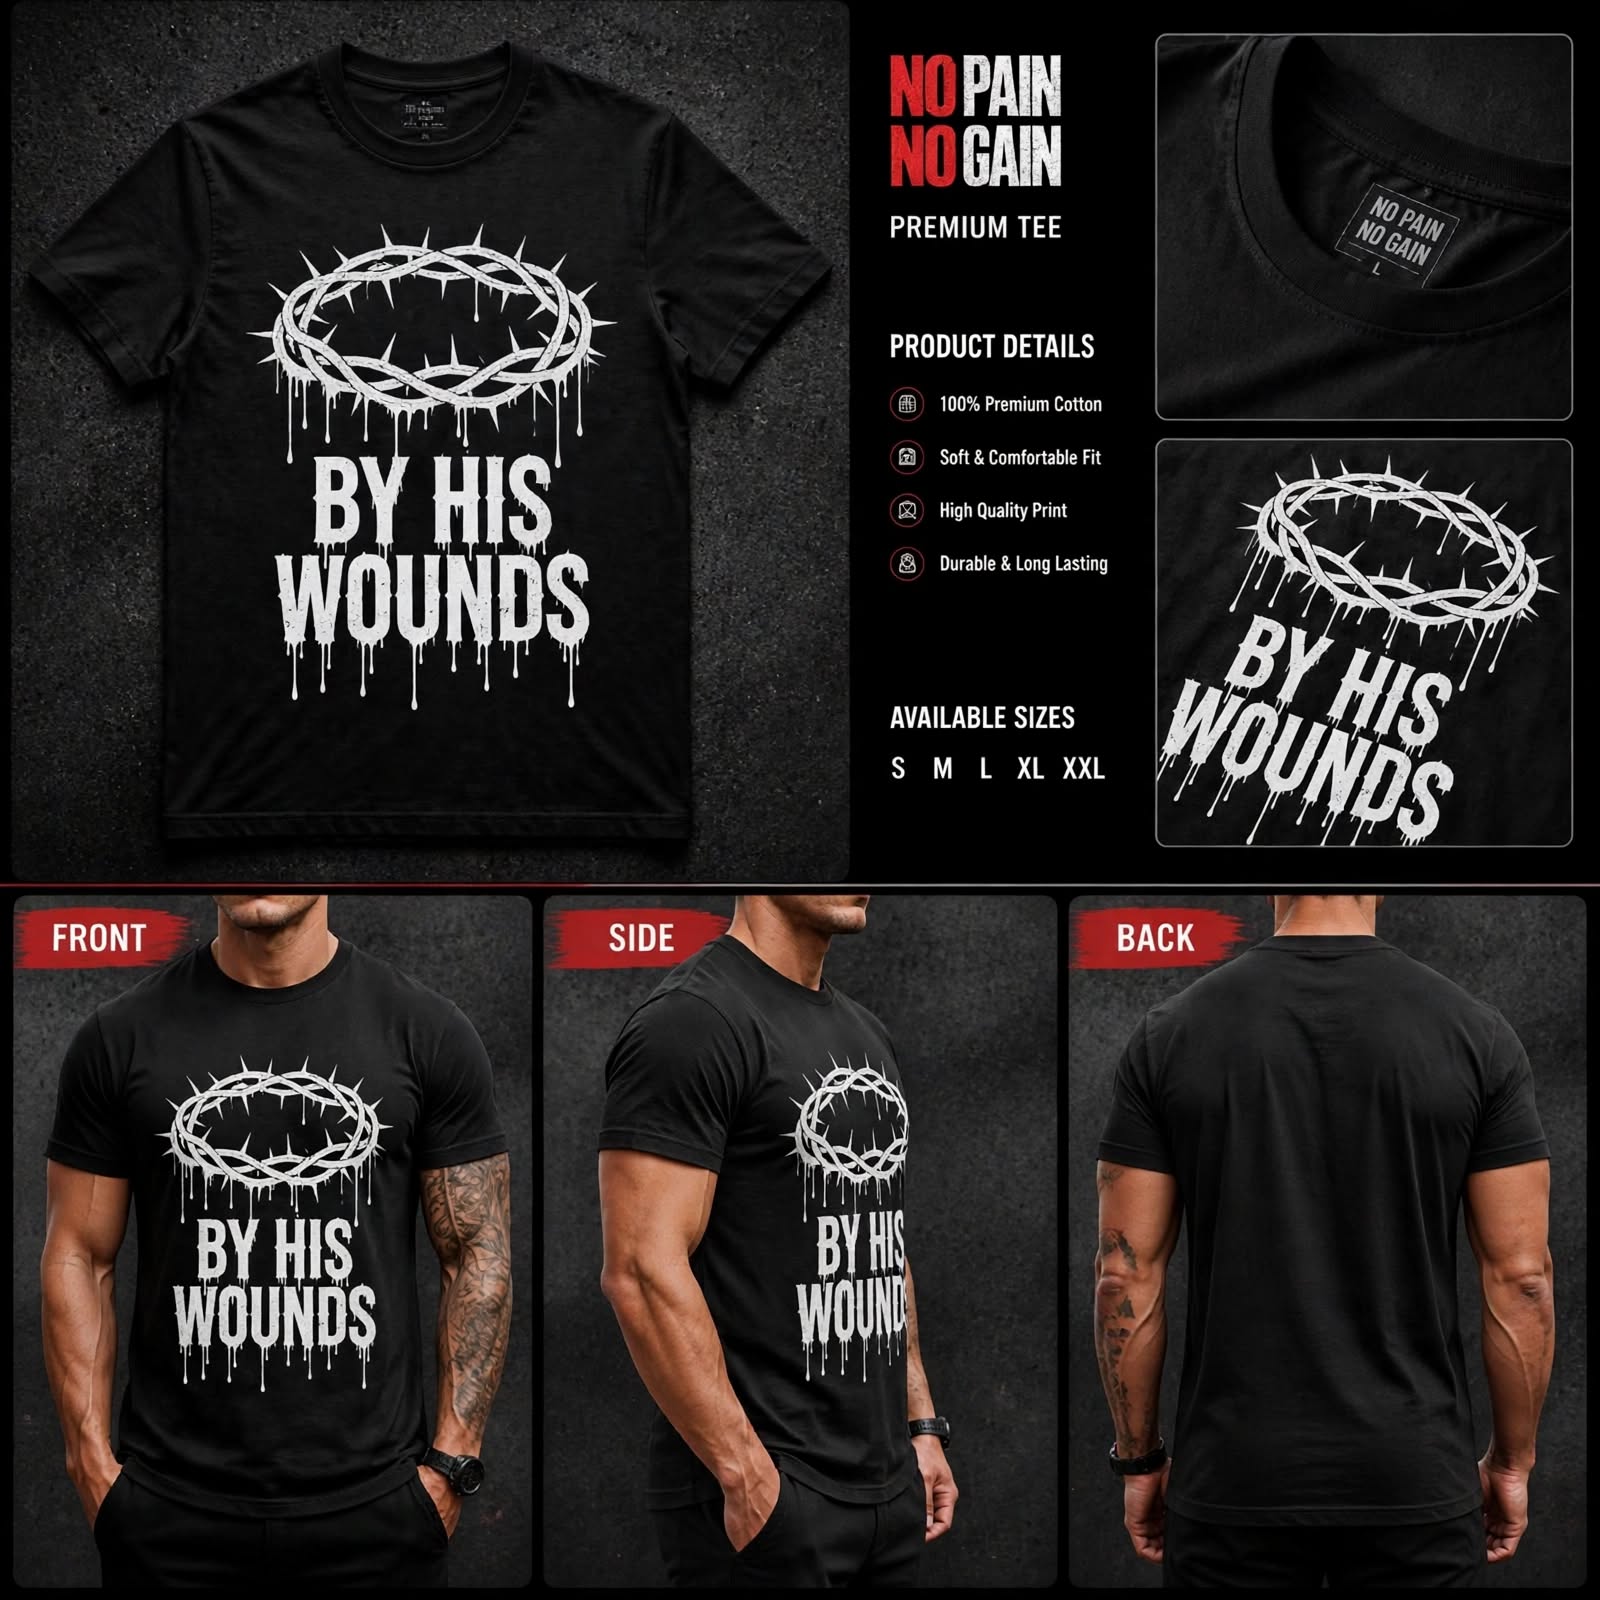 BY HIS
WOUNDS
NO PAIN
NO GAIN
PREMIUM TEE
PRODUCT DETAILS
100% Premium Cotton
Soft & Comfortable Fit
High Quality Print
Durable & Long Lasting
AVAILABLE SIZES
S M L XL XXL
NO PAIN
NO GAIN
L
BY HIS
WOUNDS
FRONT
BY HIS
WOUNDS
SIDE
BY HIS
WOUNDS
BACK